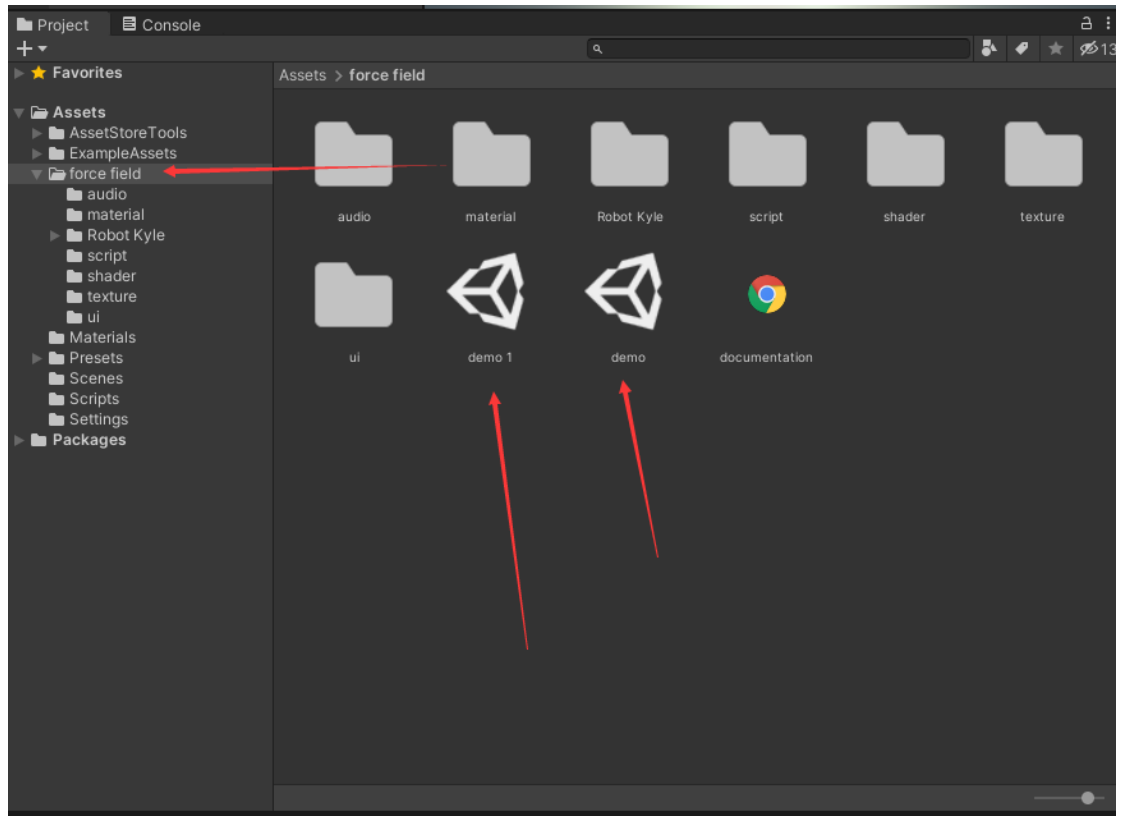 Project Console
13
Favorites
Assets > force field
Assets
AssetStoreTools
ExampleAssets
force field
audio
material
Robot Kyle
script
shader
texture
ui
Materials
Presets
Scenes
Scripts
Settings
Packages
audio material Robot Kyle script shader texture
ui demo 1 demo documentation